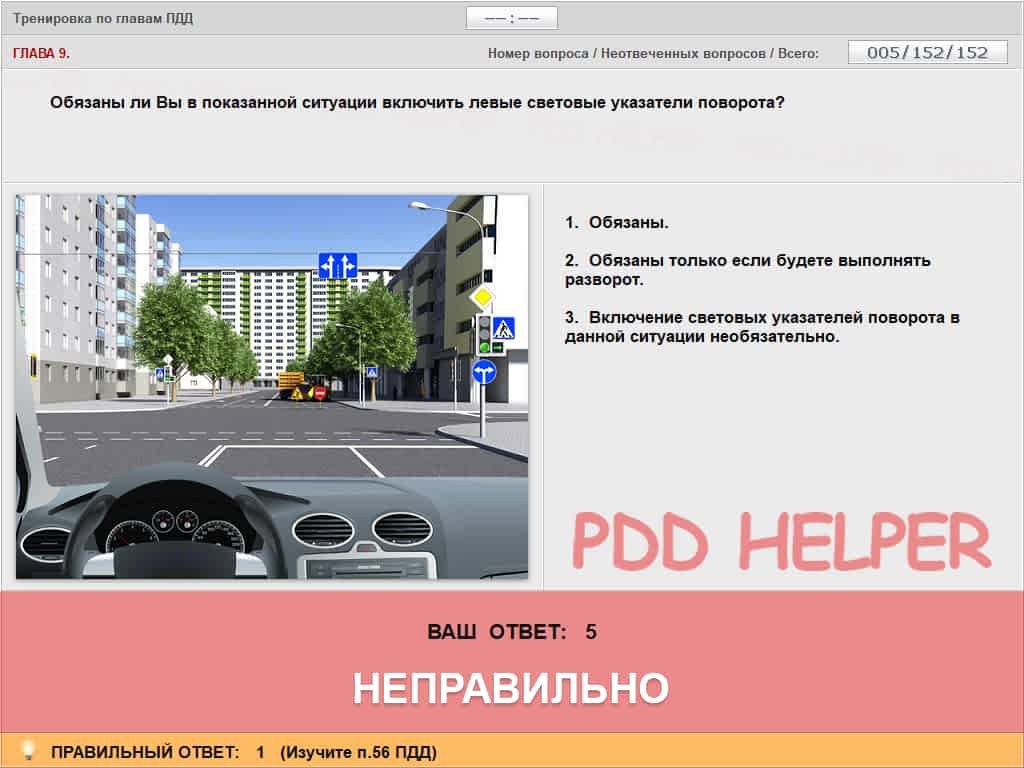 Тренировка по главам ПДД
−− : −−
ГЛАВА 9.
Номер вопроса / Неотвеченных вопросов / Всего:
005/152/152
Обязаны ли Вы в показанной ситуации включить левые световые указатели поворота?
1. Обязаны.
2. Обязаны только если будете выполнять
разворот.
3. Включение световых указателей поворота в
данной ситуации необязательно.
PDD HELPER
ВАШ ОТВЕТ: 5
НЕПРАВИЛЬНО
ПРАВИЛЬНЫЙ ОТВЕТ: 1 (Изучите п.56 ПДД)